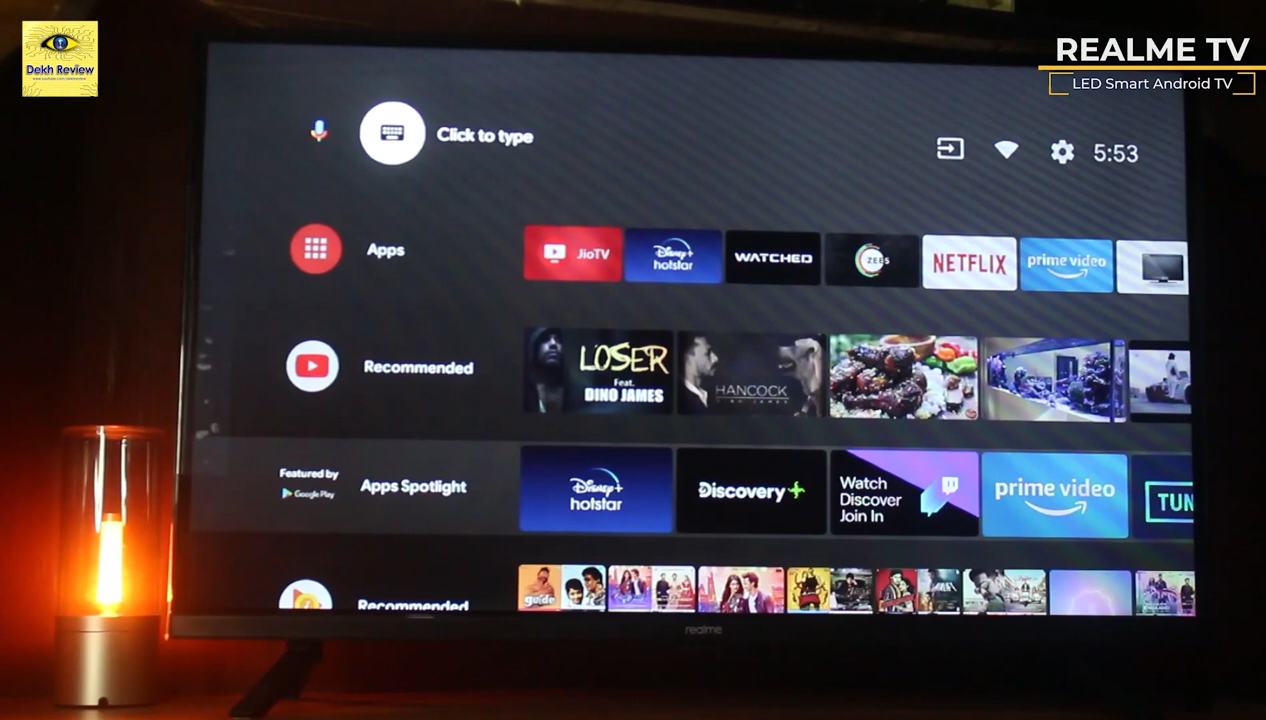 Dekh Review
REALME TV
LED Smart Android TV
Click to type
5:53
Apps
JioTV
Disney+
hotstar
WATCHED
ZEE5
NETFLIX
prime video
Recommended
LOSER
Feat.
DINO JAMES
HANCOCK
DINO JAMES
Featured by
Google Play
Apps Spotlight
Disney+
hotstar
Discovery+
Watch
Discover
Join In
prime video
TUN
Recommended
guide
realme